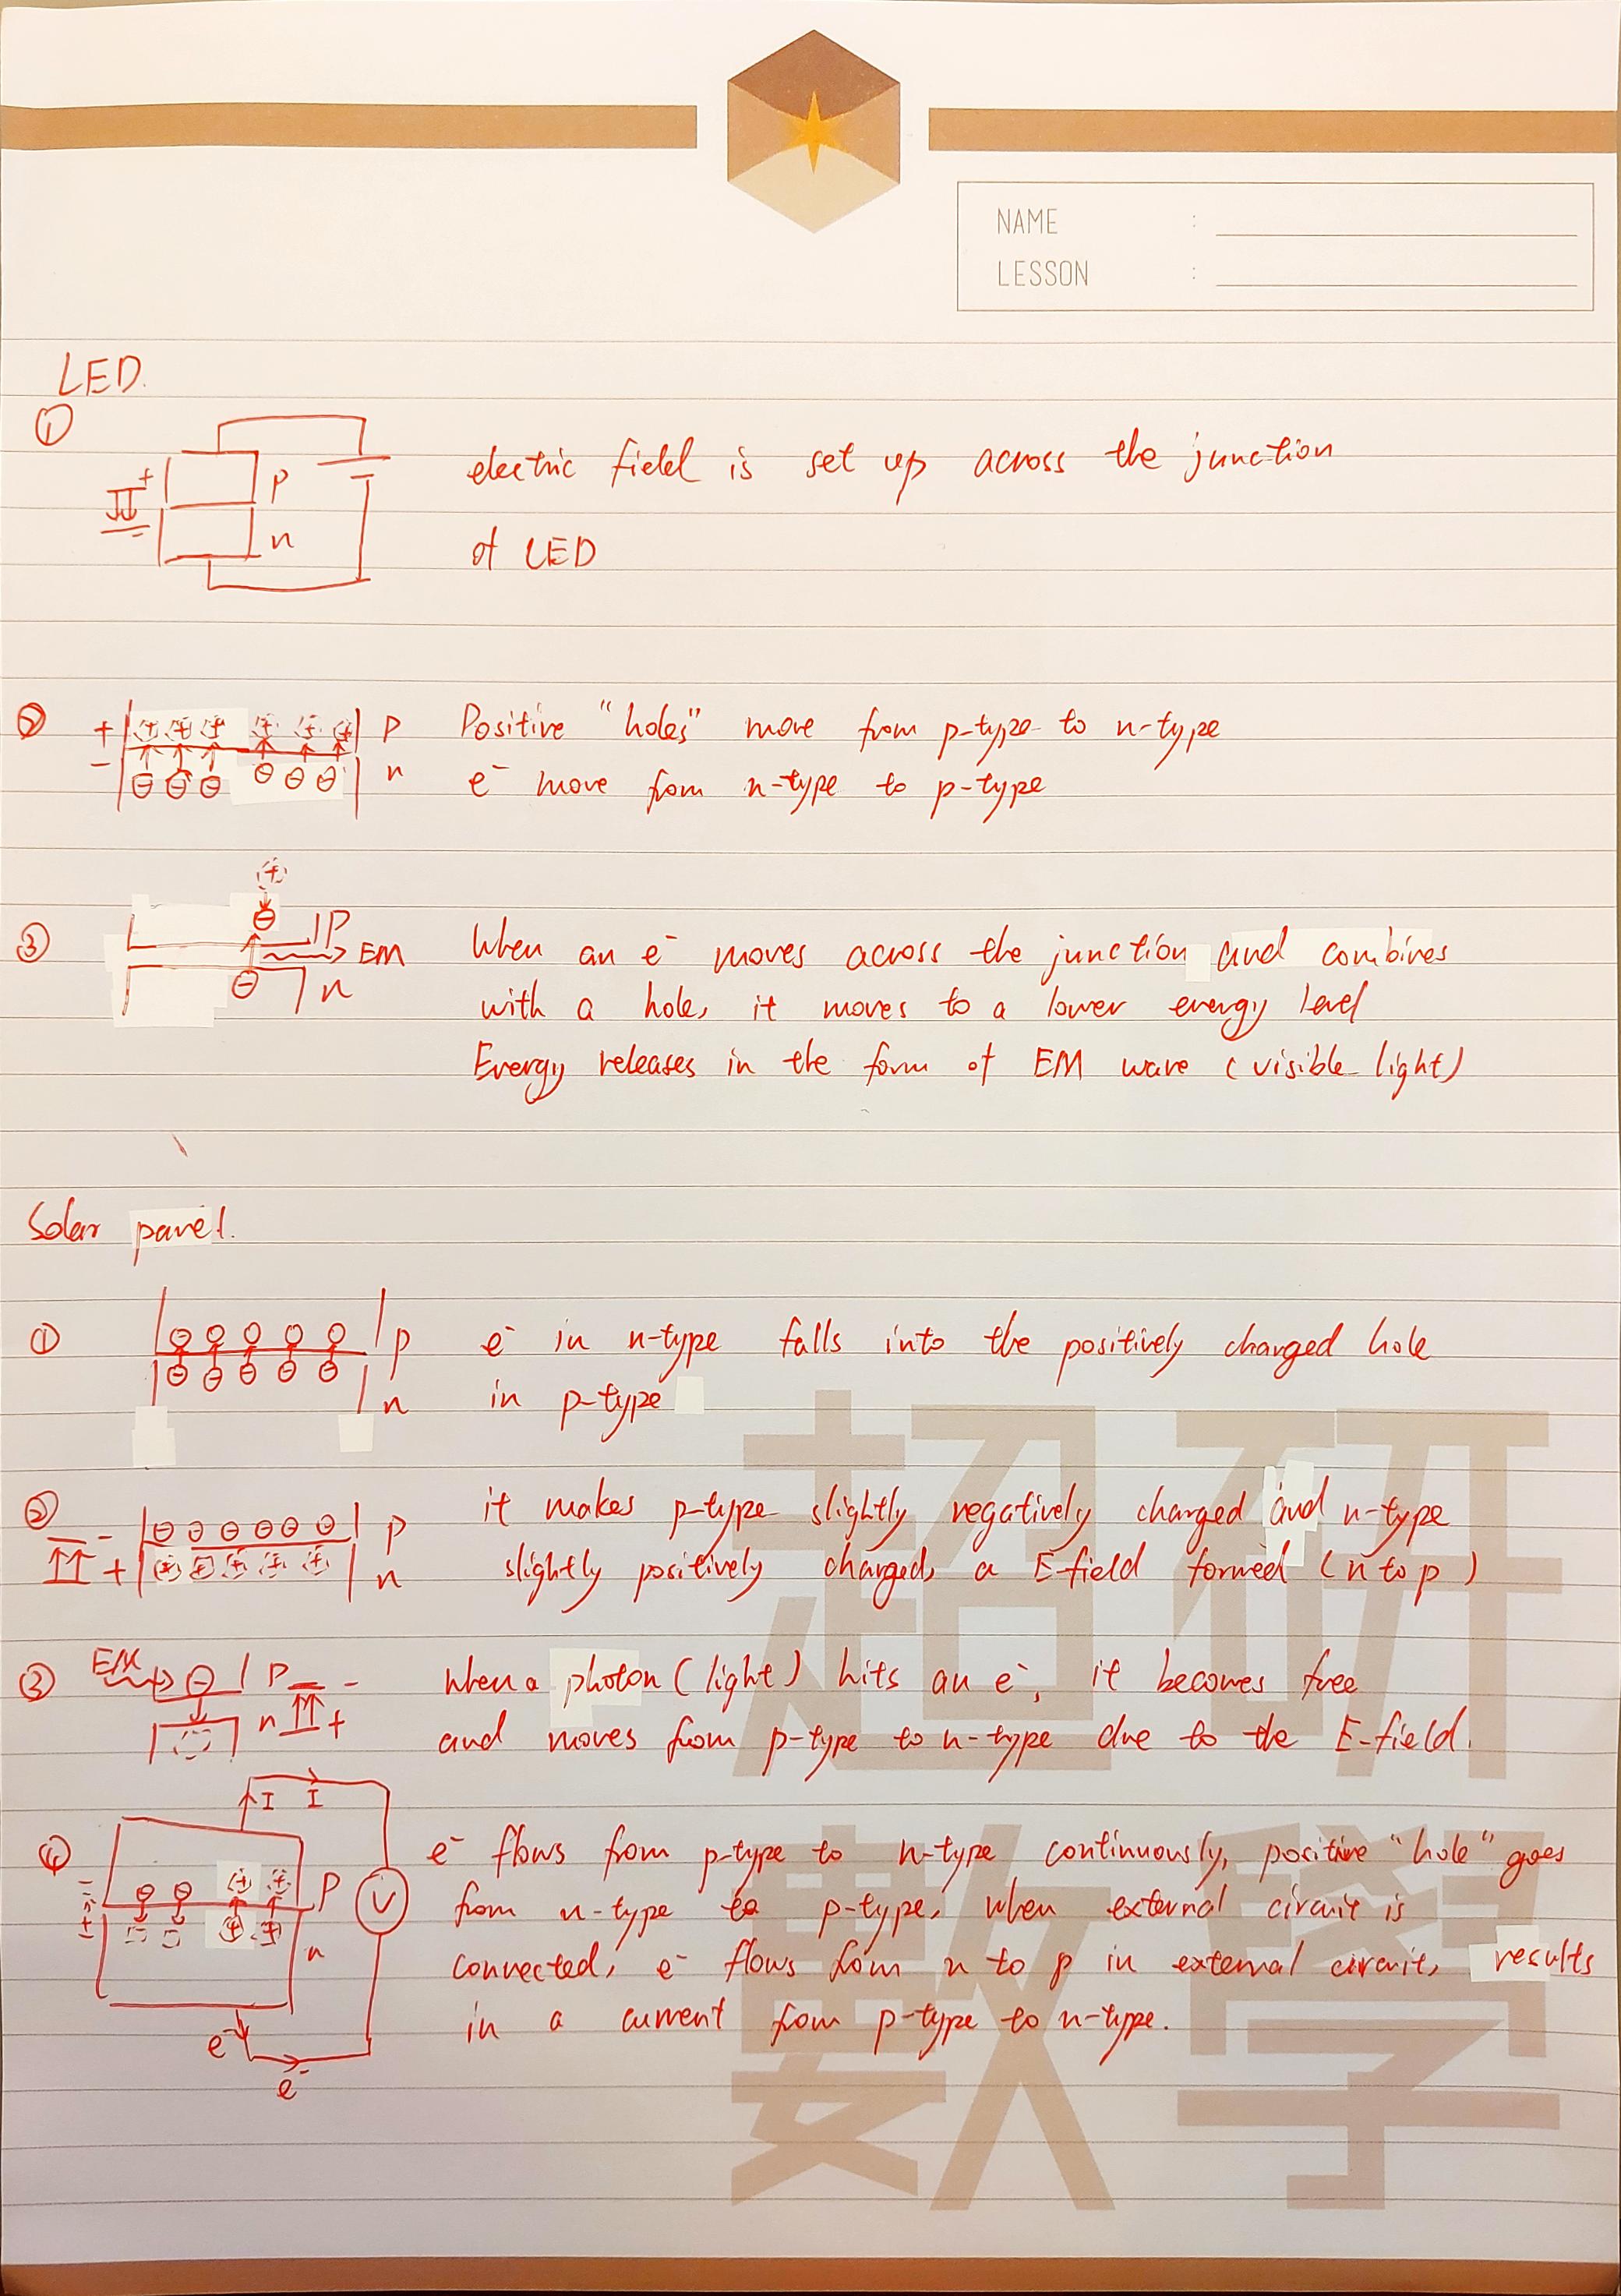 NAME :
LESSON :
LED.
①
+ p
n
electric field is set up across the junction
of LED
② + p Positive "holes" move from p-type to n-type
- n e⁻ move from n-type to p-type
③ P EM
n
When an e⁻ moves across the junction and combines
with a hole, it moves to a lower energy level
Energy releases in the form of EM wave (visible light)
Solar panel.
① p e⁻ in n-type falls into the positively charged hole
n in p-type
② - p it makes p-type slightly negatively charged and n-type
+ n slightly positively charged, a E-field formed (n to p)
③ EM P - When a photon (light) hits an e⁻, it becomes free
n + and moves from p-type to n-type due to the E-field.
I I
④ P V e⁻ flows from p-type to n-type continuously, positive "hole" goes
n from n-type to p-type, when external circuit is
connected, e⁻ flows from n to p in external circuit, results
in a current from p-type to n-type.
e⁻
e⁻
超研
數學